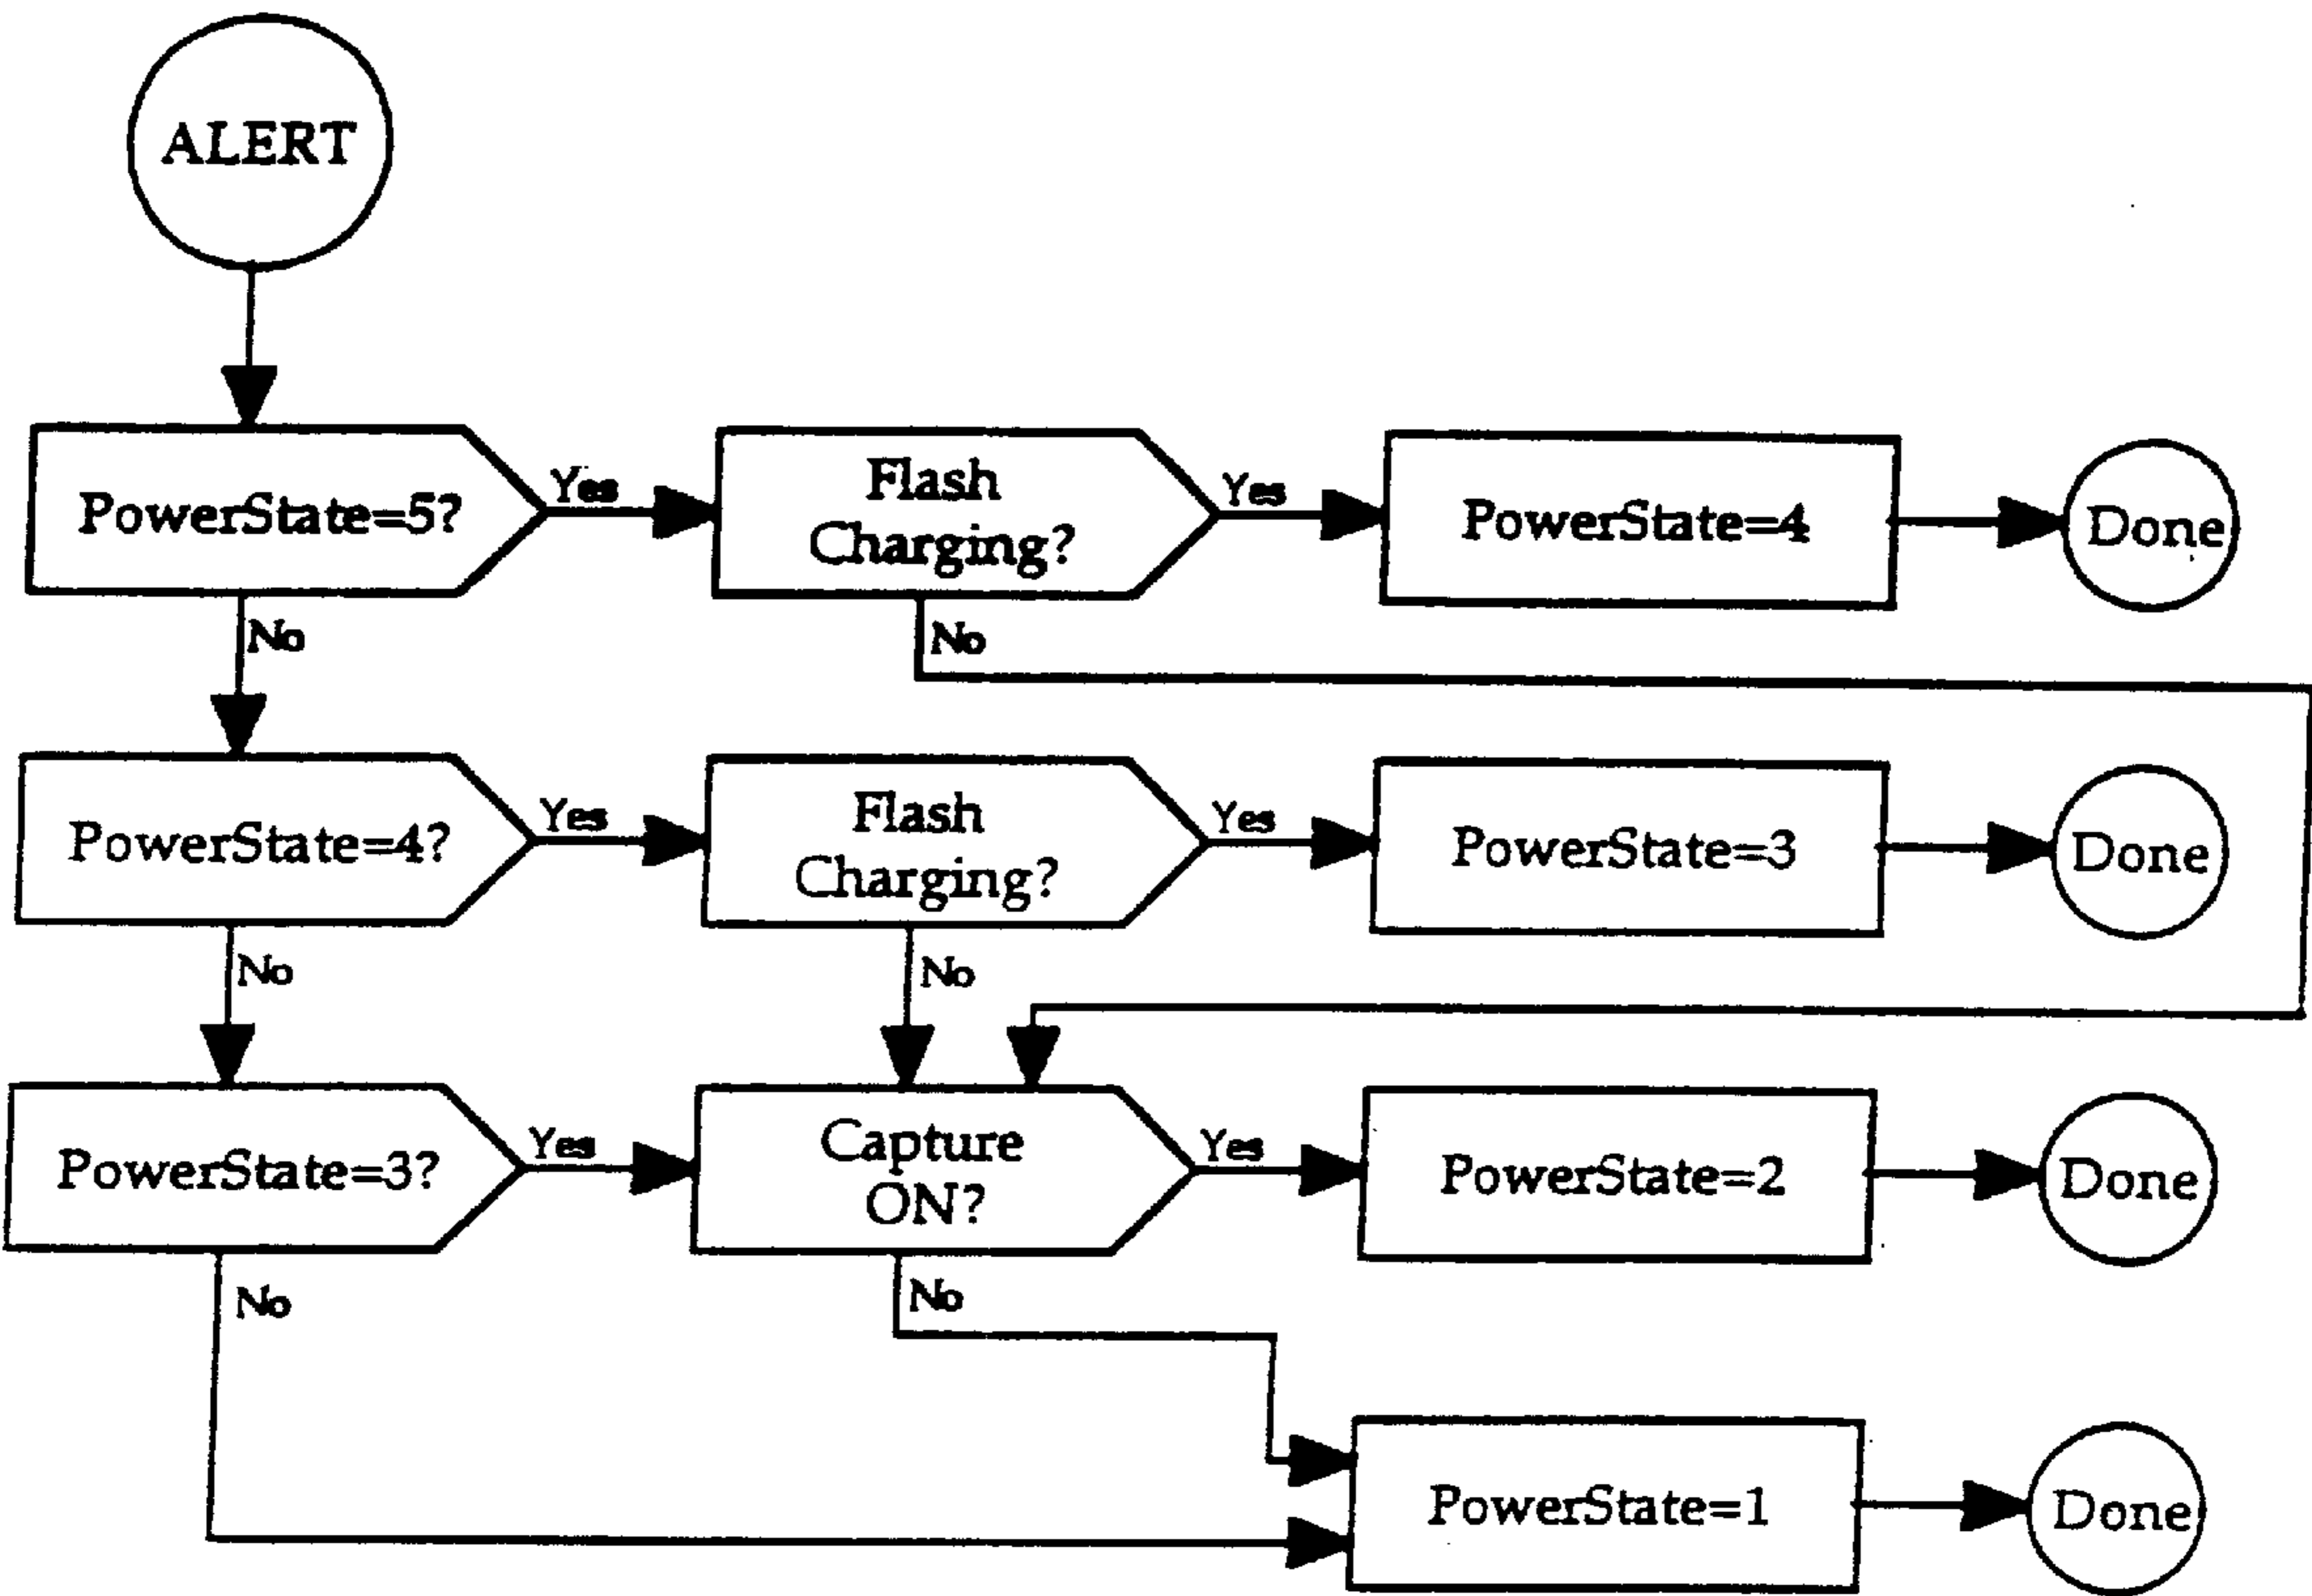 ALERT
PowerState=5?
Yes
Flash
Charging?
Yes
PowerState=4
Done
No
No
PowerState=4?
Yes
Flash
Charging?
Yes
PowerState=3
Done
No
No
PowerState=3?
Yes
Capture
ON?
Yes
PowerState=2
Done
No
No
PowerState=1
Done